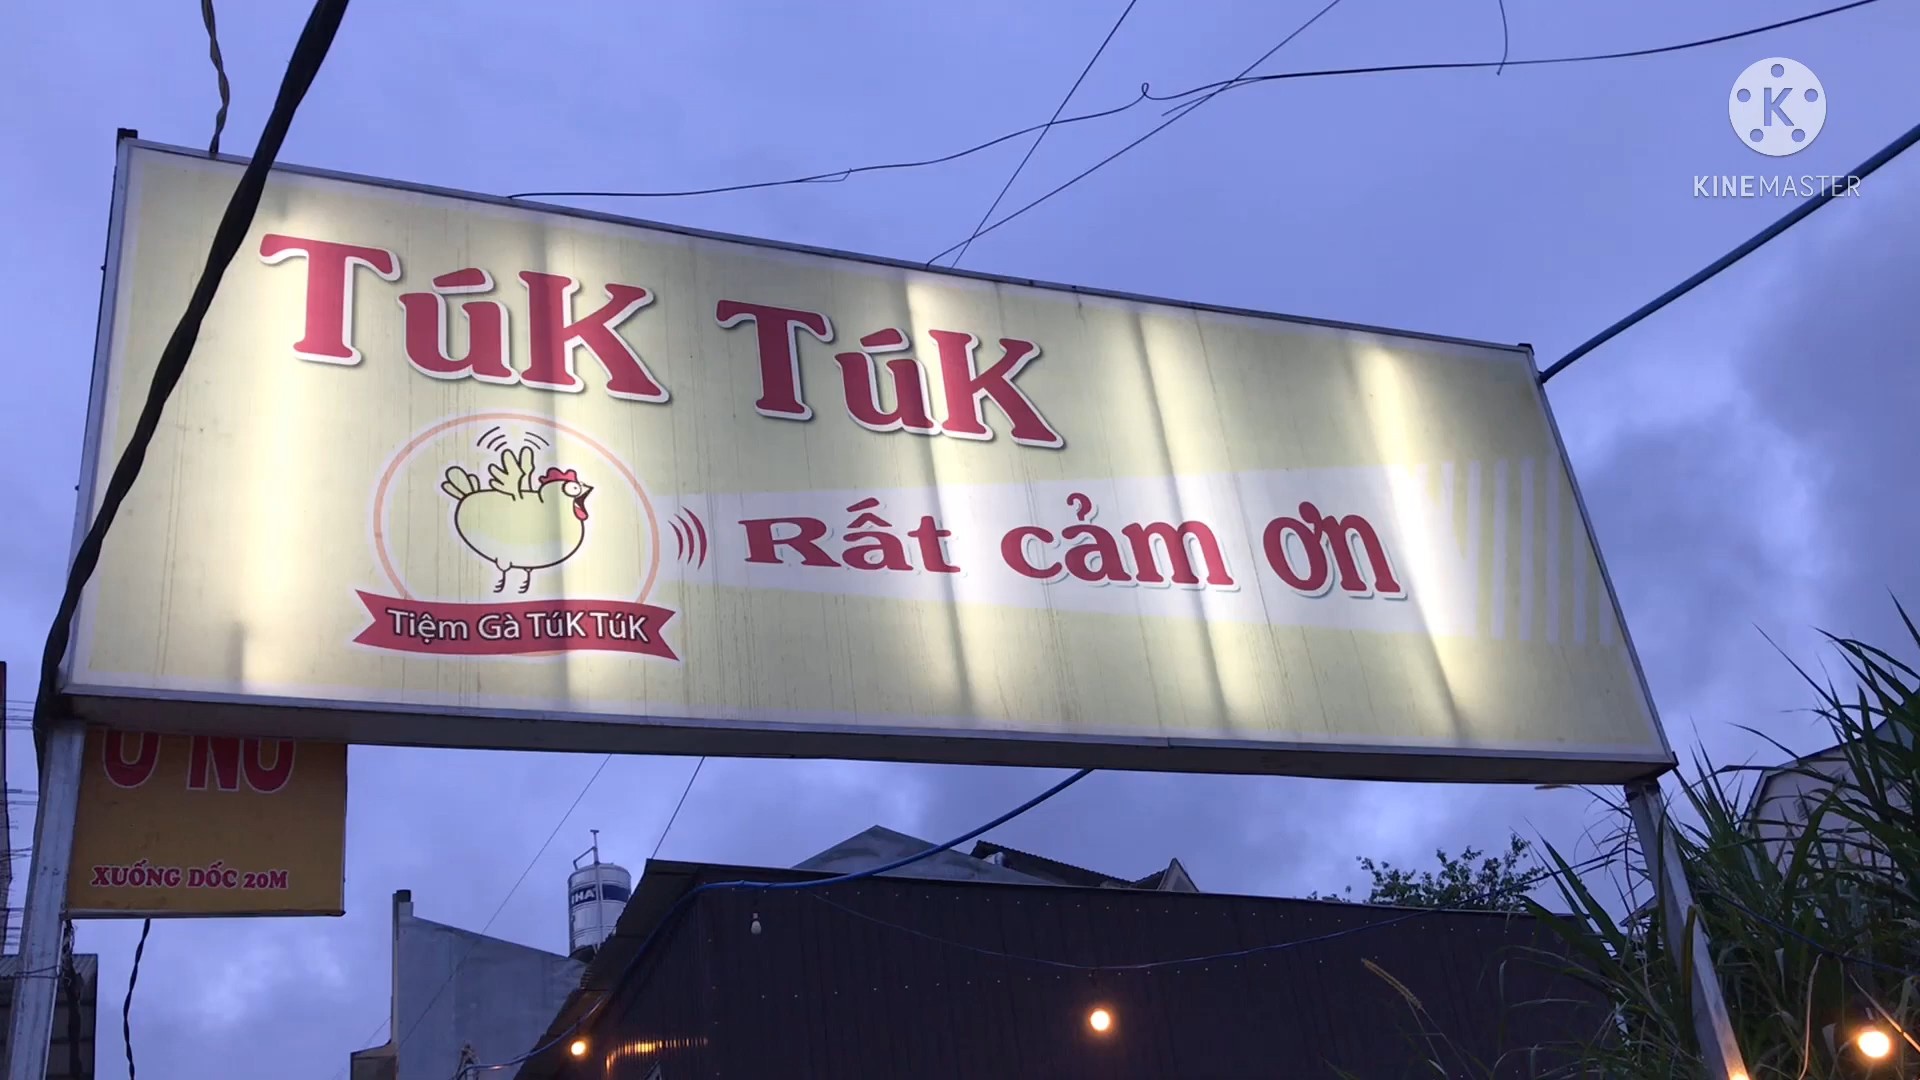 K
KINEMASTER
TÚK TÚK
Rất cảm ơn
Tiệm Gà TÚK TÚK
XUỐNG DỐC 20M